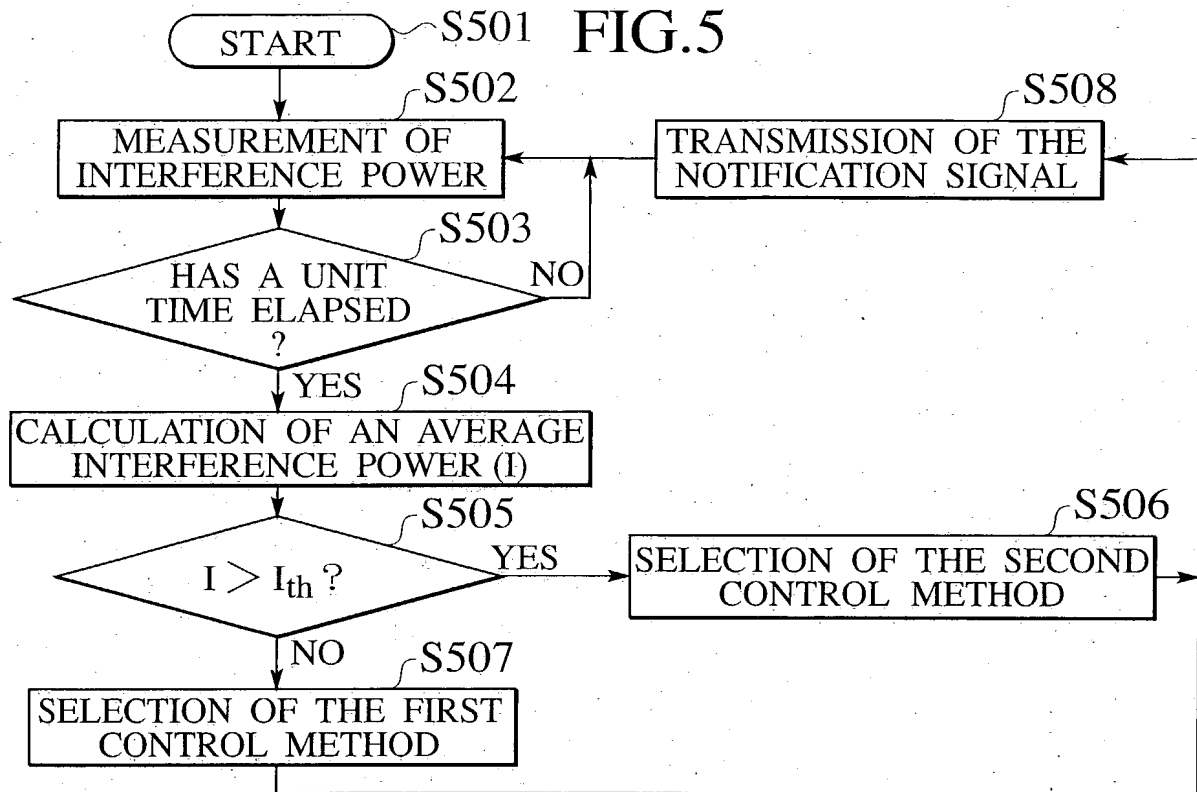 FIG.5
S501
START
S502
MEASUREMENT OF
INTERFERENCE POWER
S508
TRANSMISSION OF THE
NOTIFICATION SIGNAL
S503
HAS A UNIT
TIME ELAPSED
?
NO
YES
S504
CALCULATION OF AN AVERAGE
INTERFERENCE POWER (I)
S505
I > Ith ?
YES
S506
SELECTION OF THE SECOND
CONTROL METHOD
NO
S507
SELECTION OF THE FIRST
CONTROL METHOD